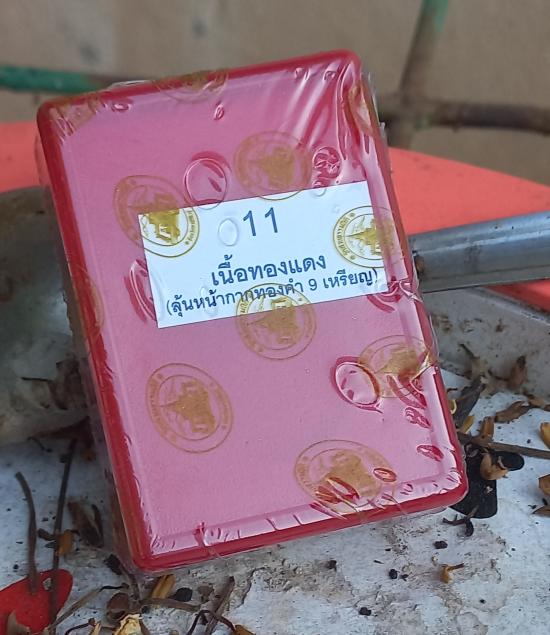 11
เนื้อทองแดง
(ลุ้นหน้ากากทองคำ 9 เหรียญ)